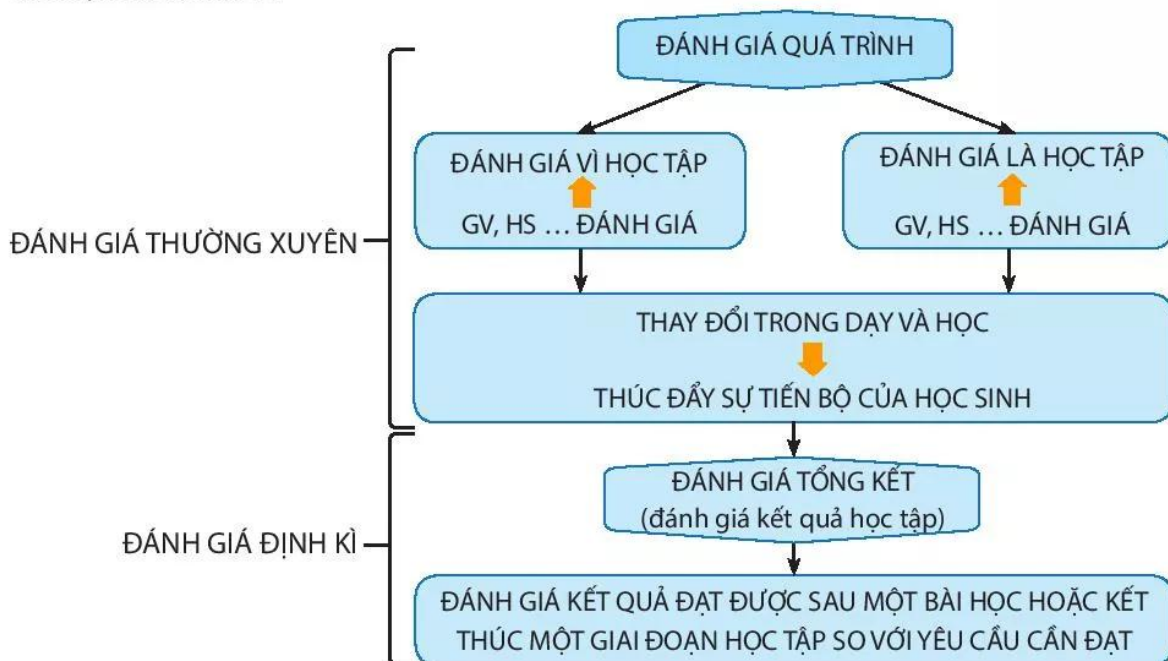 ĐÁNH GIÁ QUÁ TRÌNH
ĐÁNH GIÁ VÌ HỌC TẬP
GV, HS ... ĐÁNH GIÁ
ĐÁNH GIÁ LÀ HỌC TẬP
GV, HS ... ĐÁNH GIÁ
ĐÁNH GIÁ THƯỜNG XUYÊN
THAY ĐỔI TRONG DẠY VÀ HỌC
THÚC ĐẨY SỰ TIẾN BỘ CỦA HỌC SINH
ĐÁNH GIÁ TỔNG KẾT
(đánh giá kết quả học tập)
ĐÁNH GIÁ ĐỊNH KÌ
ĐÁNH GIÁ KẾT QUẢ ĐẠT ĐƯỢC SAU MỘT BÀI HỌC HOẶC KẾT
THÚC MỘT GIAI ĐOẠN HỌC TẬP SO VỚI YÊU CẦU CẦN ĐẠT